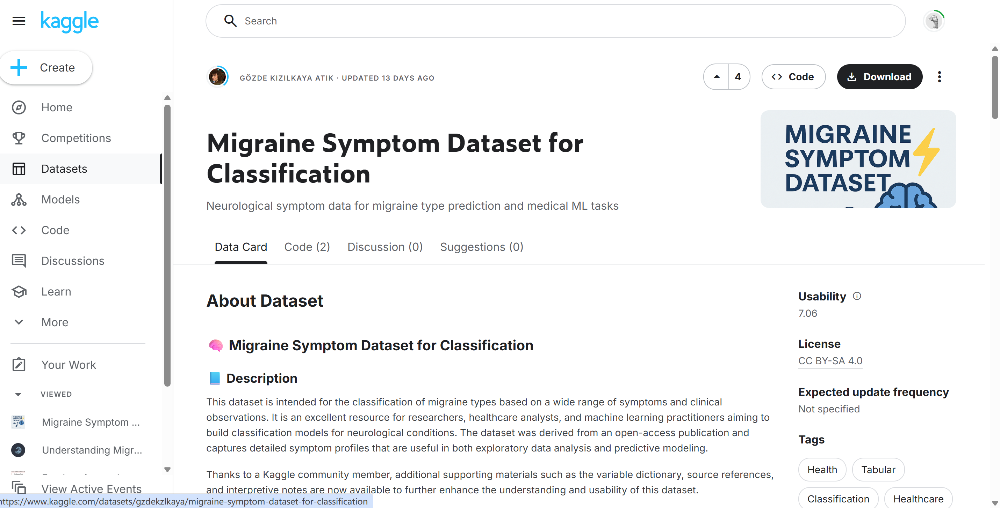 kaggle
Search
Create
Home
Competitions
Datasets
Models
Code
Discussions
Learn
More
Your Work
VIEWED
Migraine Symptom ...
Understanding Migr...
View Active Events
https://www.kaggle.com/datasets/gzdekzlkaya/migraine-symptom-dataset-for-classification
GÖZDE KIZILKAYA ATIK · UPDATED 13 DAYS AGO
4
Code
Download
Migraine Symptom Dataset for
Classification
Neurological symptom data for migraine type prediction and medical ML tasks
MIGRAINE
SYMPTOM
DATASET
Data Card Code (2) Discussion (0) Suggestions (0)
About Dataset
Migraine Symptom Dataset for Classification
Description
This dataset is intended for the classification of migraine types based on a wide range of symptoms and clinical
observations. It is an excellent resource for researchers, healthcare analysts, and machine learning practitioners aiming to
build classification models for neurological conditions. The dataset was derived from an open-access publication and
captures detailed symptom profiles that are useful in both exploratory data analysis and predictive modeling.
Thanks to a Kaggle community member, additional supporting materials such as the variable dictionary, source references,
and interpretive notes are now available to further enhance the understanding and usability of this dataset.
Usability
7.06
License
CC BY-SA 4.0
Expected update frequency
Not specified
Tags
Health Tabular
Classification Healthcare